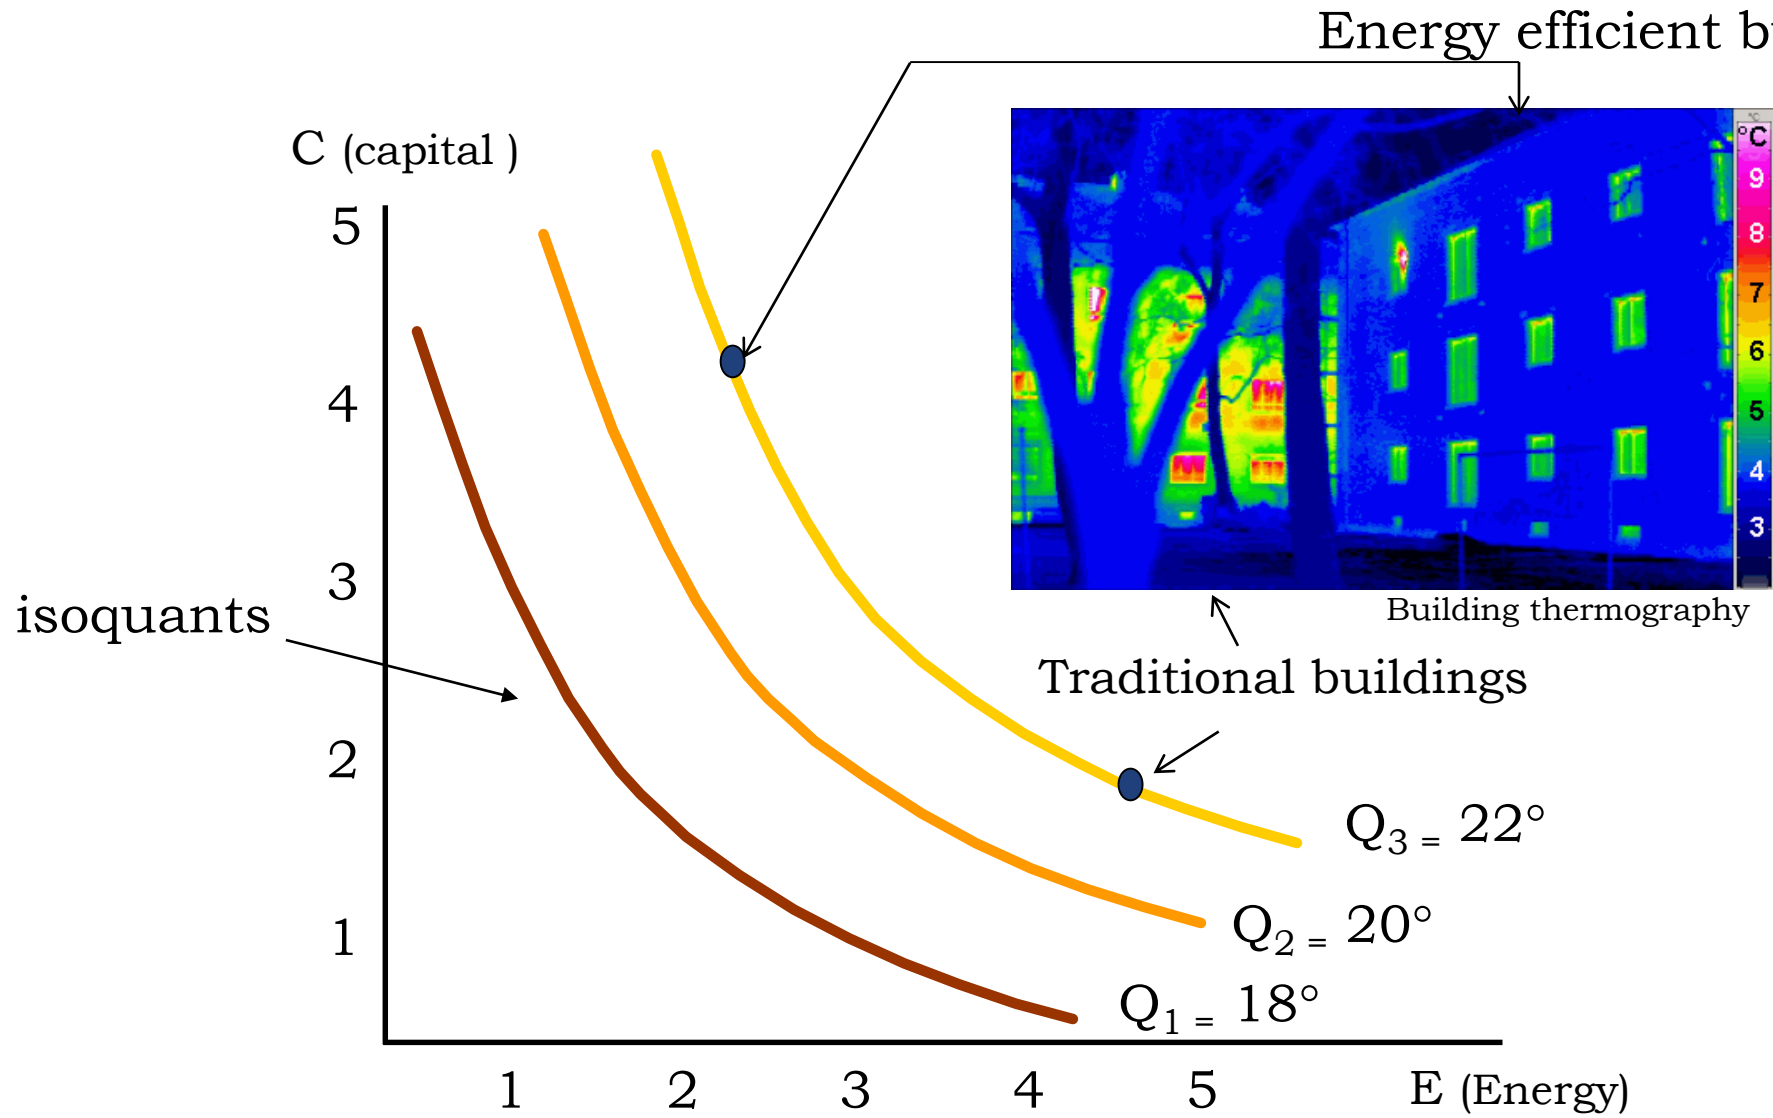 Energy efficient
C (capital )
°C
9
8
7
6
5
4
3
5
4
3
2
1
isoquants
Building thermography
Traditional buildings
Q3 = 22°
Q2 = 20°
Q1 = 18°
1 2 3 4 5 E (Energy)